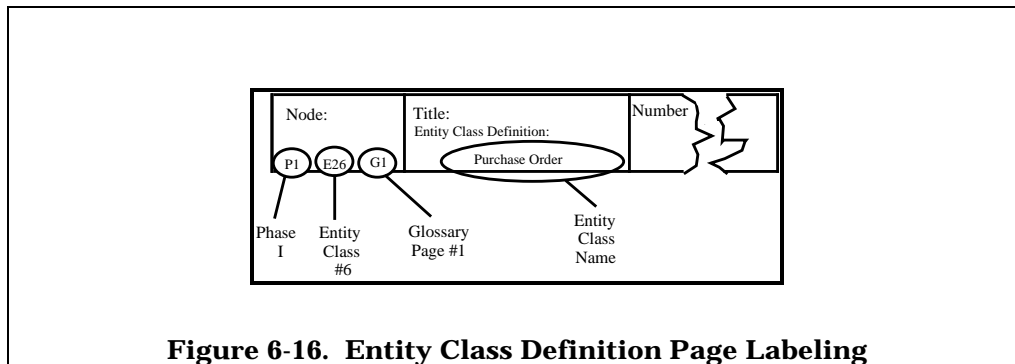 Node:
Title:
Number
Entity Class Definition:
P1 E26 G1
Purchase Order
Phase
I
Entity
Class
#6
Glossary
Page #1
Entity
Class
Name
Figure 6-16. Entity Class Definition Page Labeling